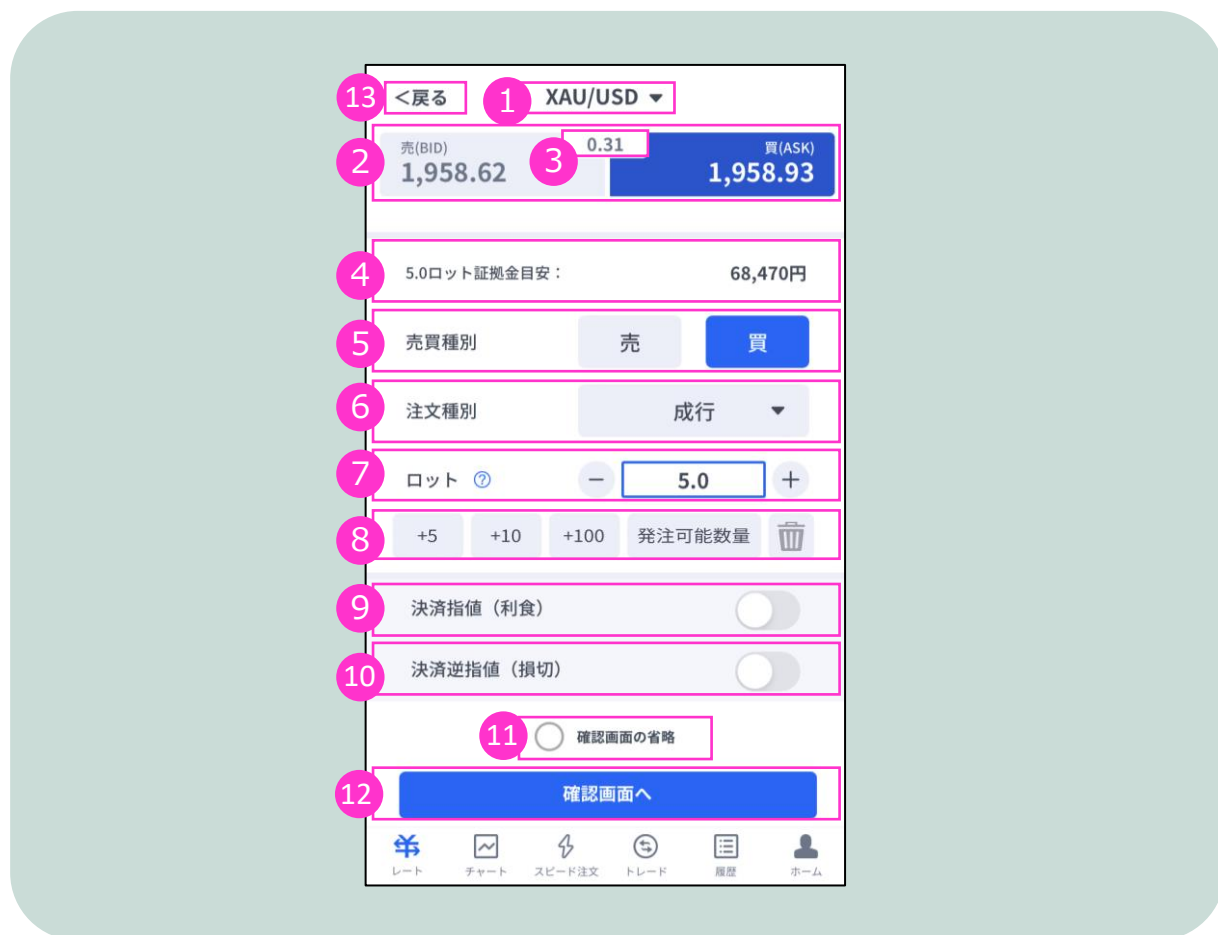 13 <戻る 1 XAU/USD
2 売(BID) 3 0.31 買(ASK)
1,958.62 1,958.93
4 5.0ロット証拠金目安： 68,470円
5 売買種別 売 買
6 注文種別 成行
7 ロット ? − 5.0 +
8 +5 +10 +100 発注可能数量
9 決済指値（利食）
10 決済逆指値（損切）
11 確認画面の省略
12 確認画面へ
レート チャート スピード注文 トレード 履歴 ホーム